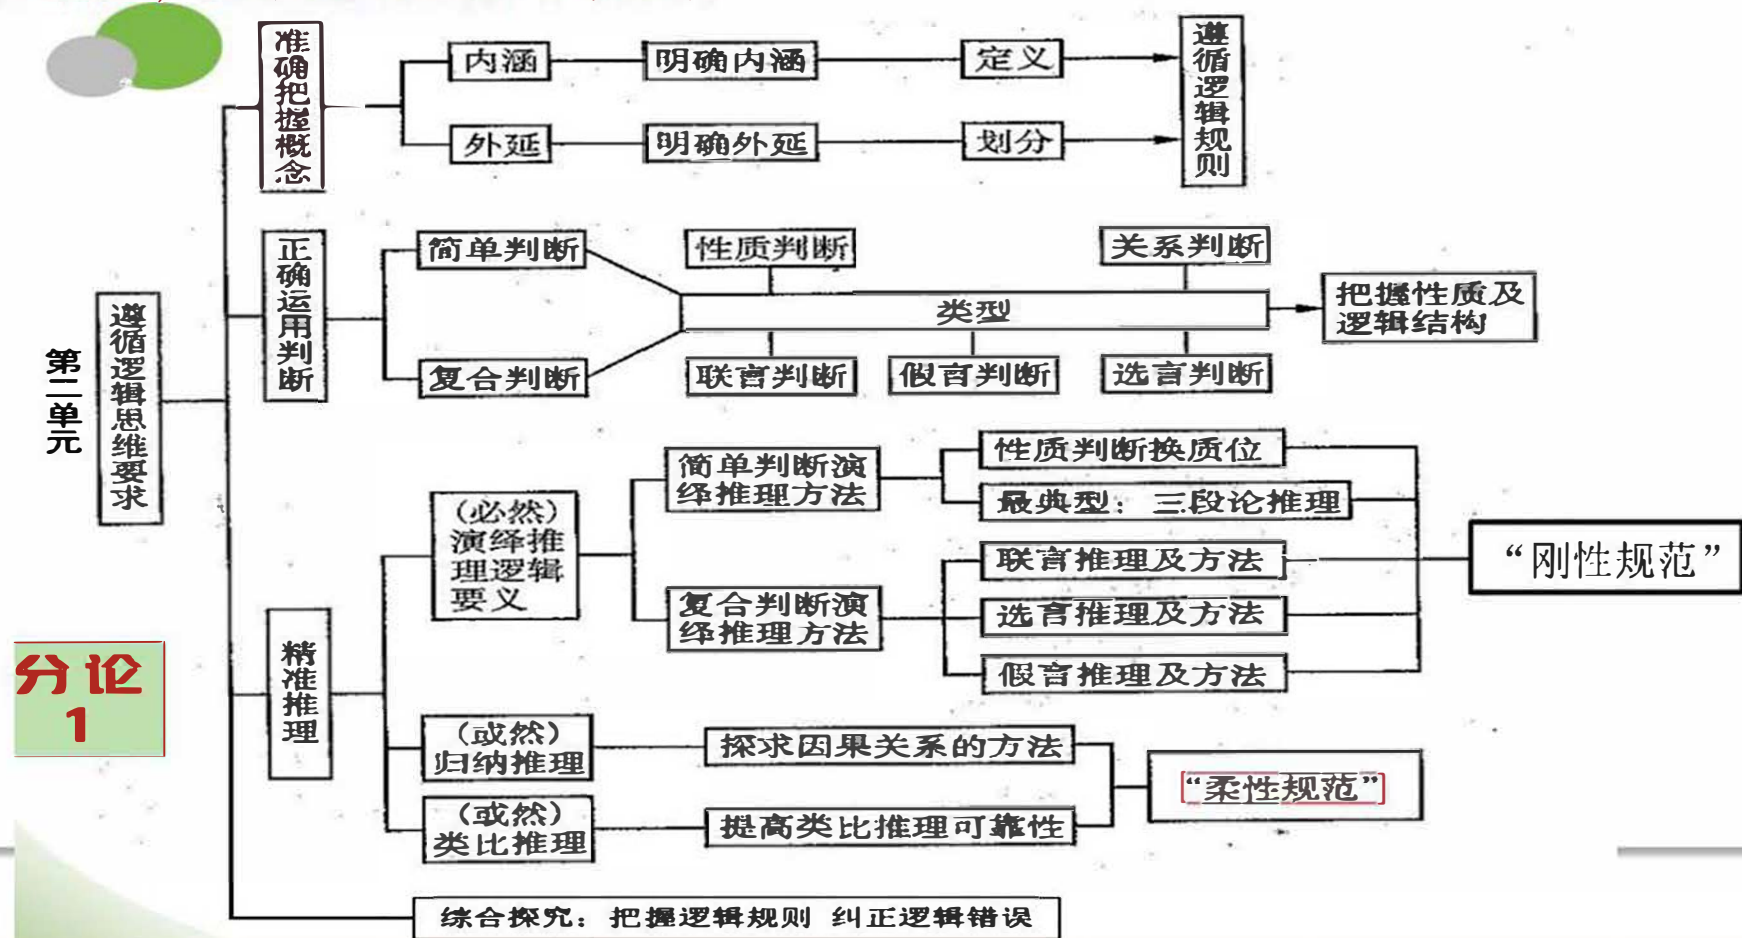 第二单元
遵循逻辑思维要求
分论
1
准确把握概念
内涵
明确内涵
定义
外延
明确外延
划分
遵循逻辑规则
正确运用判断
简单判断
复合判断
性质判断
关系判断
类型
联言判断
假言判断
选言判断
把握性质及
逻辑结构
精准推理
（必然）
演绎推
理逻辑
要义
简单判断演
绎推理方法
性质判断换质位
最典型：三段论推理
复合判断演
绎推理方法
联言推理及方法
选言推理及方法
假言推理及方法
“刚性规范”
（或然）
归纳推理
探求因果关系的方法
（或然）
类比推理
提高类比推理可靠性
“柔性规范”
综合探究：把握逻辑规则 纠正逻辑错误